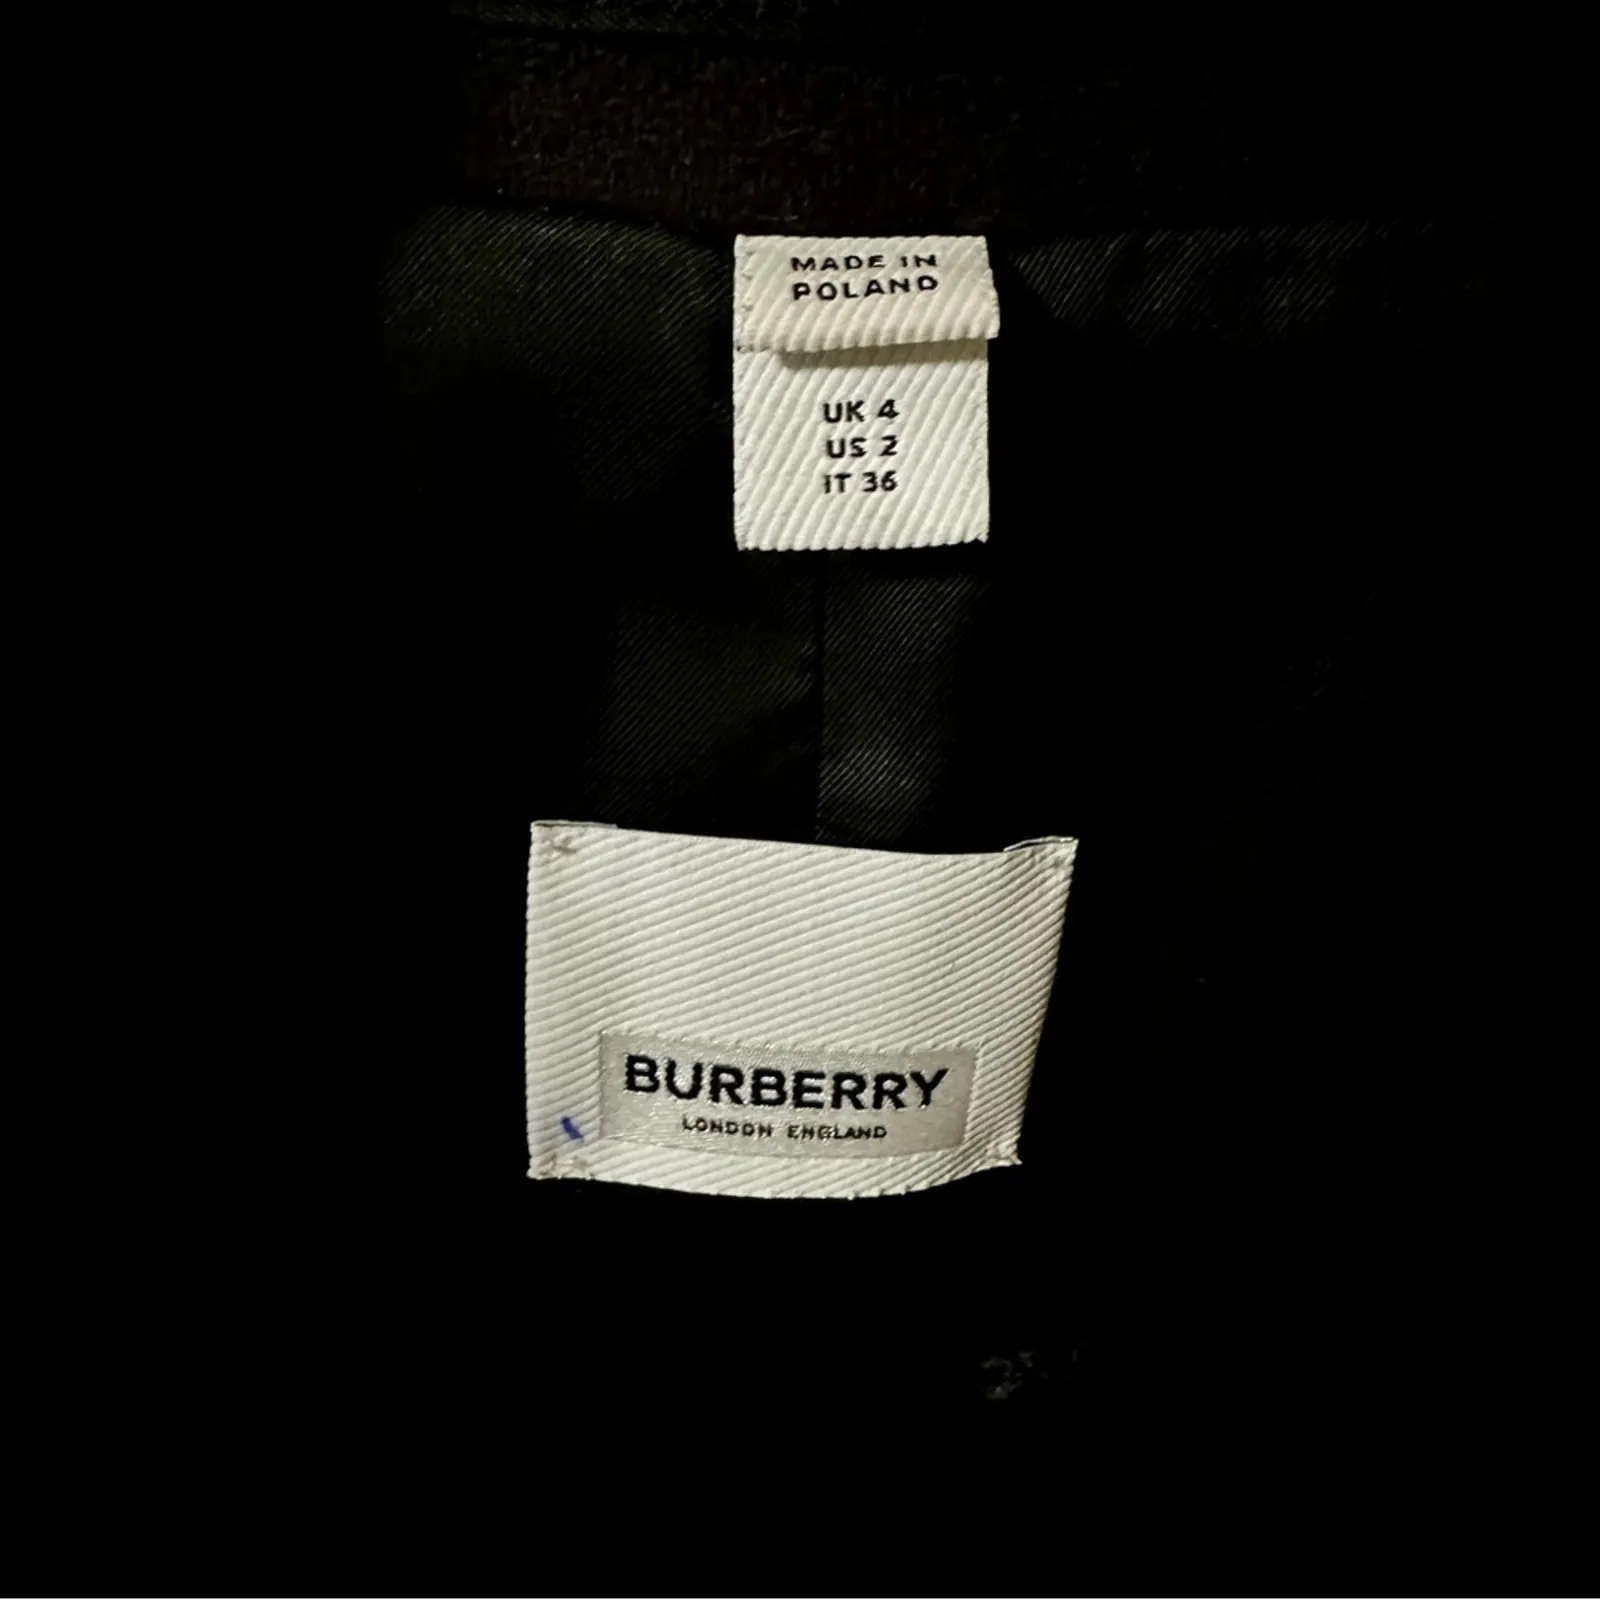 MADE IN
POLAND
UK 4
US 2
IT 36
BURBERRY
LONDON ENGLAND